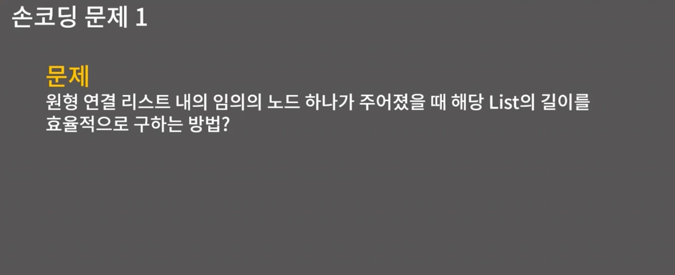 손코딩 문제 1
문제
원형 연결 리스트 내의 임의의 노드 하나가 주어졌을 때 해당 List의 길이를
효율적으로 구하는 방법?